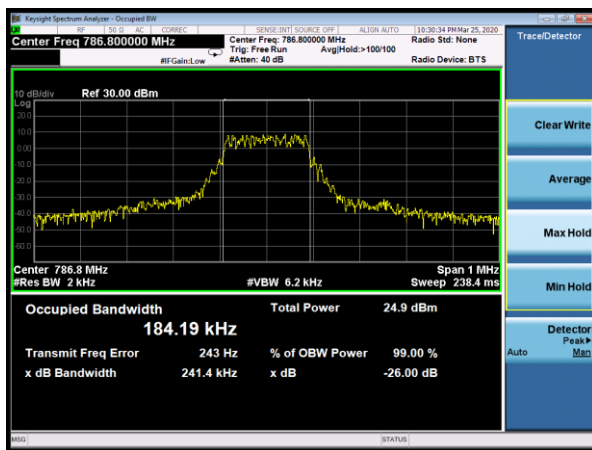 Keysight Spectrum Analyzer - Occupied BW
RF 50 Ω AC CORREC SENSE:INT SOURCE OFF ALIGN AUTO 10:30:34 PM Mar 25, 2020
Center Freq 786.800000 MHz
Center Freq: 786.800000 MHz Radio Std: None
Trig: Free Run Avg|Hold:>100/100
#IFGain:Low #Atten: 40 dB Radio Device: BTS
Trace/Detector
10 dB/div Ref 30.00 dBm
Log
20.0
10.0
0.00
-10.0
-20.0
-30.0
-40.0
-50.0
-60.0
Center 786.8 MHz Span 1 MHz
#Res BW 2 kHz #VBW 6.2 kHz Sweep 238.4 ms
Occupied Bandwidth Total Power 24.9 dBm
184.19 kHz
Transmit Freq Error 243 Hz % of OBW Power 99.00 %
x dB Bandwidth 241.4 kHz x dB -26.00 dB
Clear Write
Average
Max Hold
Min Hold
Detector
Peak▶
Auto Man
MSG STATUS